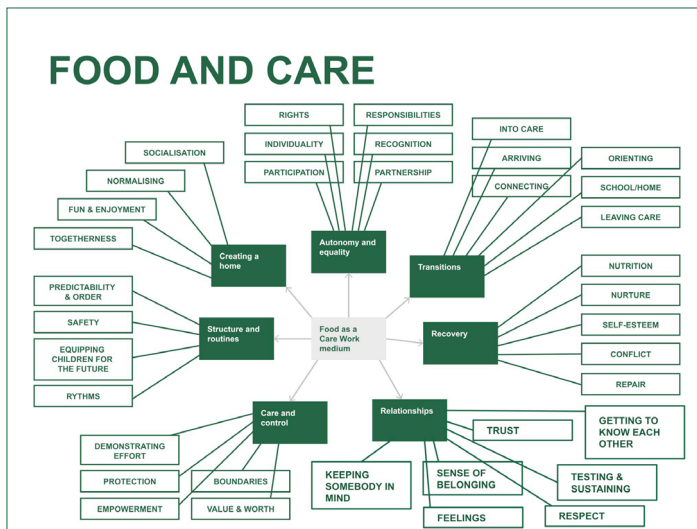 FOOD AND CARE
RIGHTS
RESPONSIBILITIES
INTO CARE
SOCIALISATION
INDIVIDUALITY
RECOGNITION
ARRIVING
ORIENTING
NORMALISING
PARTICIPATION
PARTNERSHIP
CONNECTING
SCHOOL/HOME
FUN & ENJOYMENT
LEAVING CARE
TOGETHERNESS
Creating a
home
Autonomy and
equality
Transitions
NUTRITION
PREDICTABILITY
& ORDER
NURTURE
SAFETY
Structure and
routines
Food as a
Care Work
medium
Recovery
SELF-ESTEEM
EQUIPPING
CHILDREN FOR
THE FUTURE
CONFLICT
RYTHMS
REPAIR
Care and
control
Relationships
GETTING TO
KNOW EACH
OTHER
TRUST
DEMONSTRATING
EFFORT
PROTECTION
BOUNDARIES
KEEPING
SOMEBODY IN
MIND
SENSE OF
BELONGING
TESTING &
SUSTAINING
EMPOWERMENT
VALUE & WORTH
FEELINGS
RESPECT